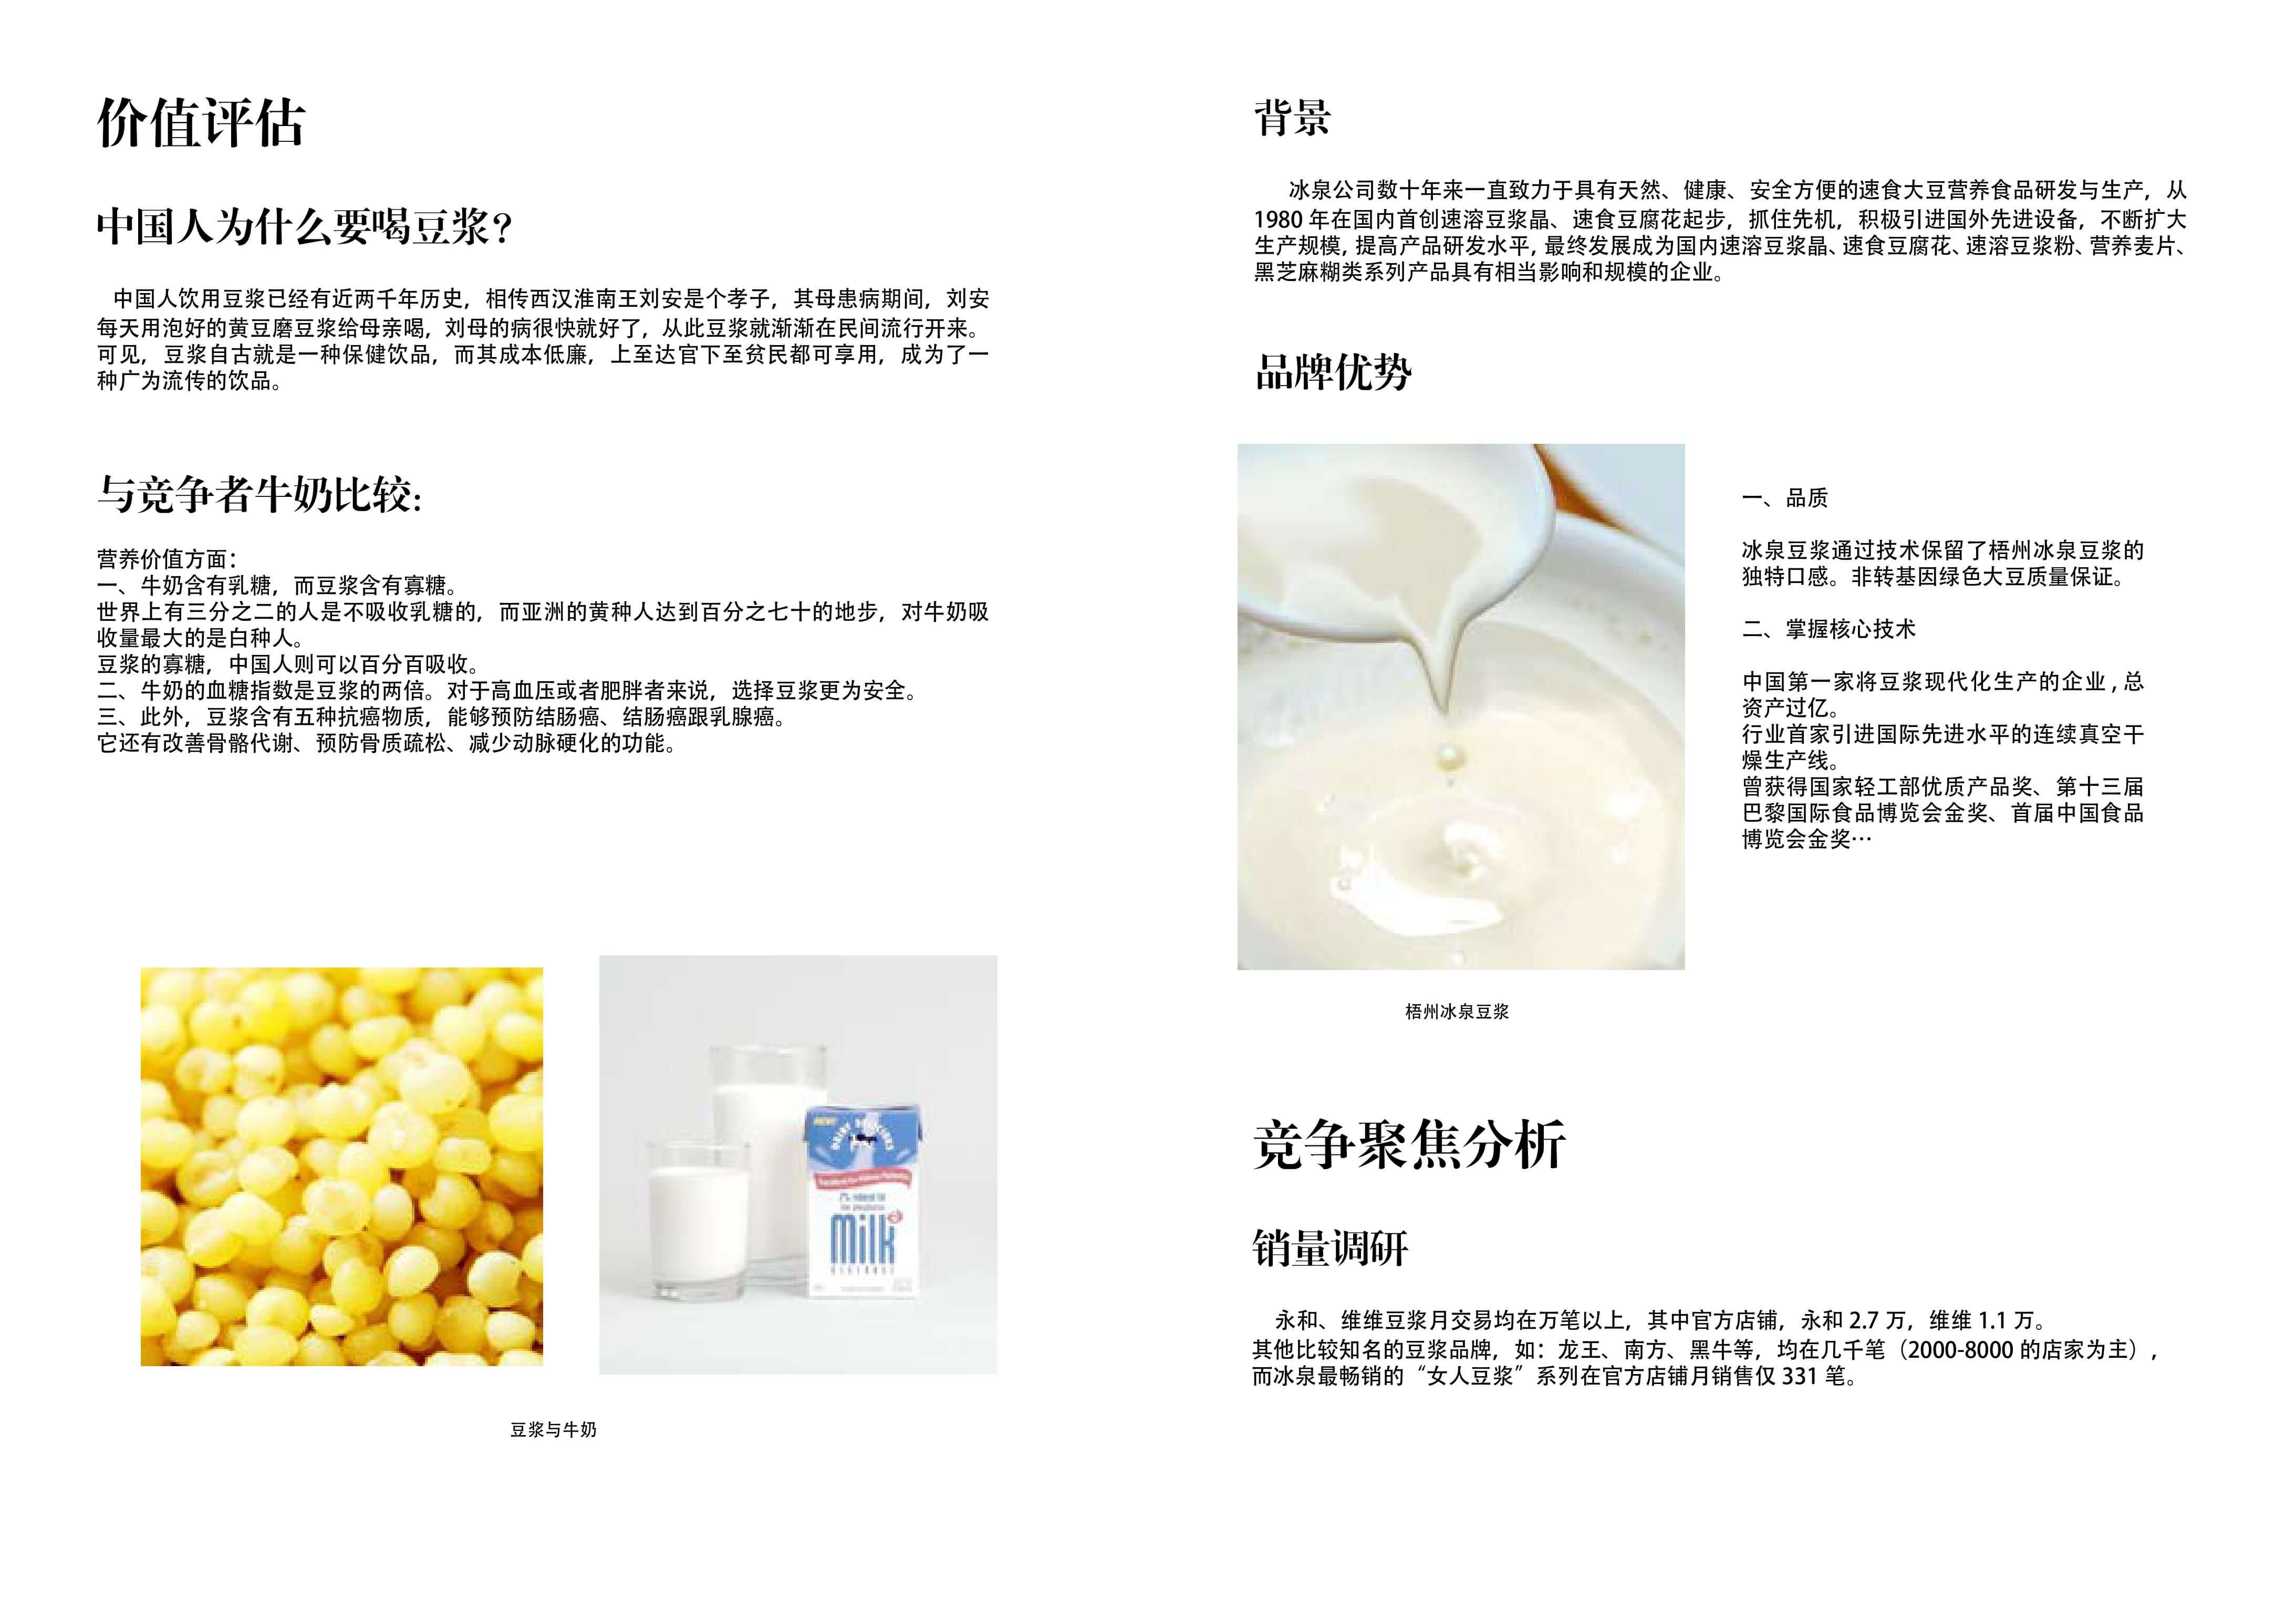 价值评估
中国人为什么要喝豆浆？
中国人饮用豆浆已经有近两千年历史，相传西汉淮南王刘安是个孝子，其母患病期间，刘安
每天用泡好的黄豆磨豆浆给母亲喝，刘母的病很快就好了，从此豆浆就渐渐在民间流行开来。
可见，豆浆自古就是一种保健饮品，而其成本低廉，上至达官下至贫民都可享用，成为了一
种广为流传的饮品。
与竞争者牛奶比较：
营养价值方面：
一、牛奶含有乳糖，而豆浆含有寡糖。
世界上有三分之二的人是不吸收乳糖的，而亚洲的黄种人达到百分之七十的地步，对牛奶吸
收量最大的是白种人。
豆浆的寡糖，中国人则可以百分百吸收。
二、牛奶的血糖指数是豆浆的两倍。对于高血压或者肥胖者来说，选择豆浆更为安全。
三、此外，豆浆含有五种抗癌物质，能够预防结肠癌、结肠癌跟乳腺癌。
它还有改善骨骼代谢、预防骨质疏松、减少动脉硬化的功能。
Milk
豆浆与牛奶
背景
冰泉公司数十年来一直致力于具有天然、健康、安全方便的速食大豆营养食品研发与生产，从
1980 年在国内首创速溶豆浆晶、速食豆腐花起步，抓住先机，积极引进国外先进设备，不断扩大
生产规模，提高产品研发水平，最终发展成为国内速溶豆浆晶、速食豆腐花、速溶豆浆粉、营养麦片、
黑芝麻糊类系列产品具有相当影响和规模的企业。
品牌优势
一、品质
冰泉豆浆通过技术保留了梧州冰泉豆浆的
独特口感。非转基因绿色大豆质量保证。
二、掌握核心技术
中国第一家将豆浆现代化生产的企业，总
资产过亿。
行业首家引进国际先进水平的连续真空干
燥生产线。
曾获得国家轻工部优质产品奖、第十三届
巴黎国际食品博览会金奖、首届中国食品
博览会金奖…
梧州冰泉豆浆
竞争聚焦分析
销量调研
永和、维维豆浆月交易均在万笔以上，其中官方店铺，永和 2.7 万，维维 1.1 万。
其他比较知名的豆浆品牌，如：龙王、南方、黑牛等，均在几千笔（2000-8000 的店家为主），
而冰泉最畅销的“女人豆浆”系列在官方店铺月销售仅 331 笔。